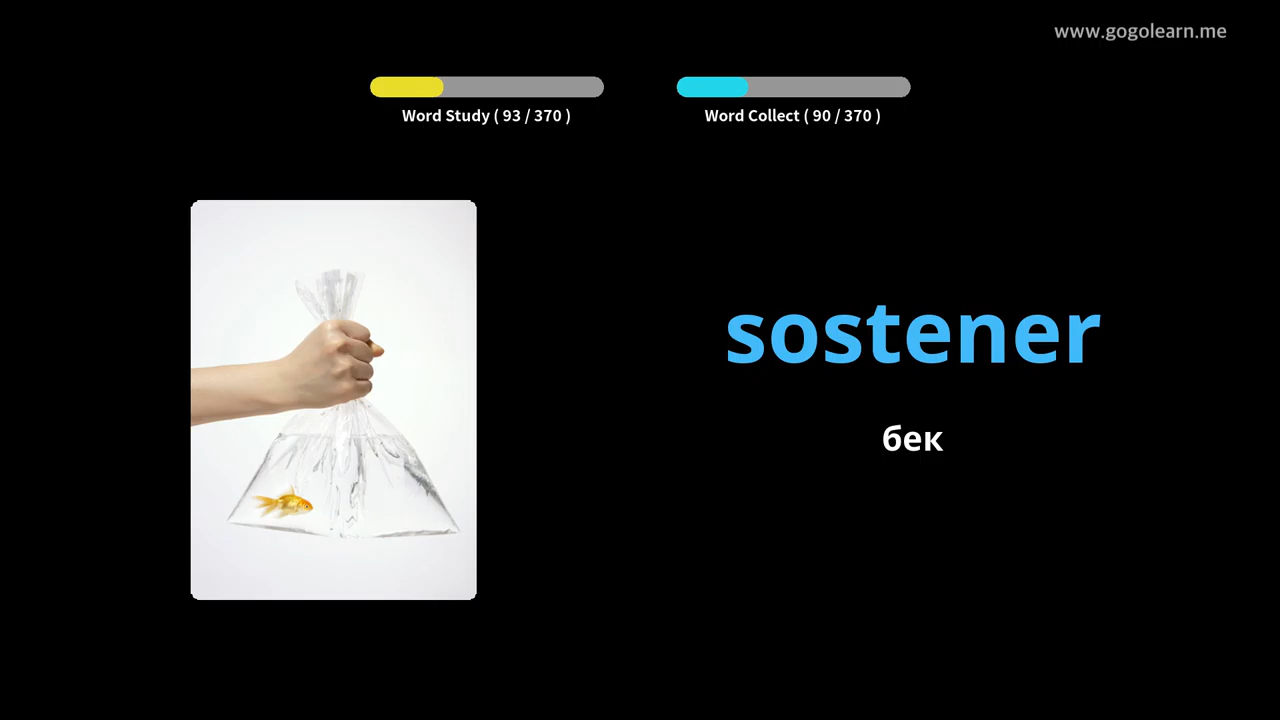 www.gogolearn.me
Word Study ( 93 / 370 )
Word Collect ( 90 / 370 )
sostener
бек